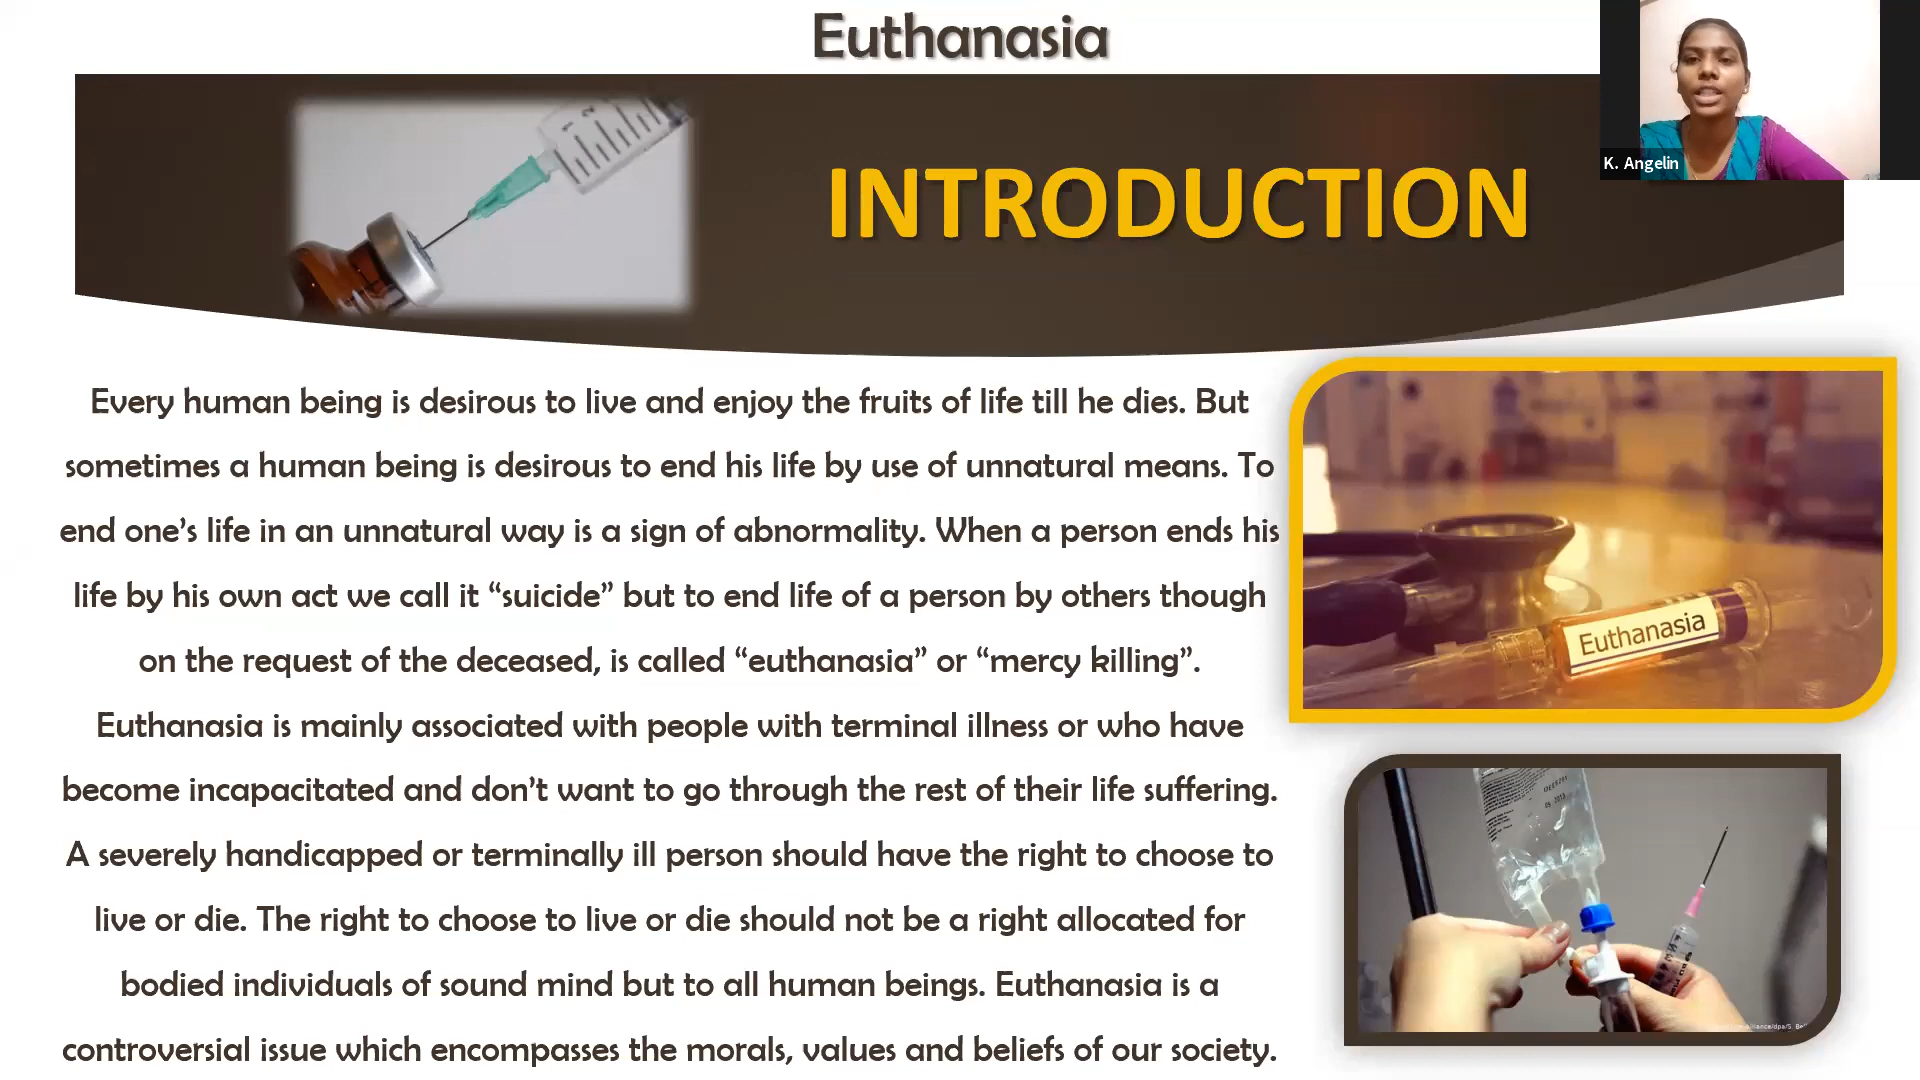 Euthanasia
K. Angelin
INTRODUCTION
Every human being is desirous to live and enjoy the fruits of life till he dies. But
sometimes a human being is desirous to end his life by use of unnatural means. To
end one’s life in an unnatural way is a sign of abnormality. When a person ends his
life by his own act we call it “suicide” but to end life of a person by others though
on the request of the deceased, is called “euthanasia” or “mercy killing”.
Euthanasia is mainly associated with people with terminal illness or who have
become incapacitated and don’t want to go through the rest of their life suffering.
A severely handicapped or terminally ill person should have the right to choose to
live or die. The right to choose to live or die should not be a right allocated for
bodied individuals of sound mind but to all human beings. Euthanasia is a
controversial issue which encompasses the morals, values and beliefs of our society.
Euthanasia